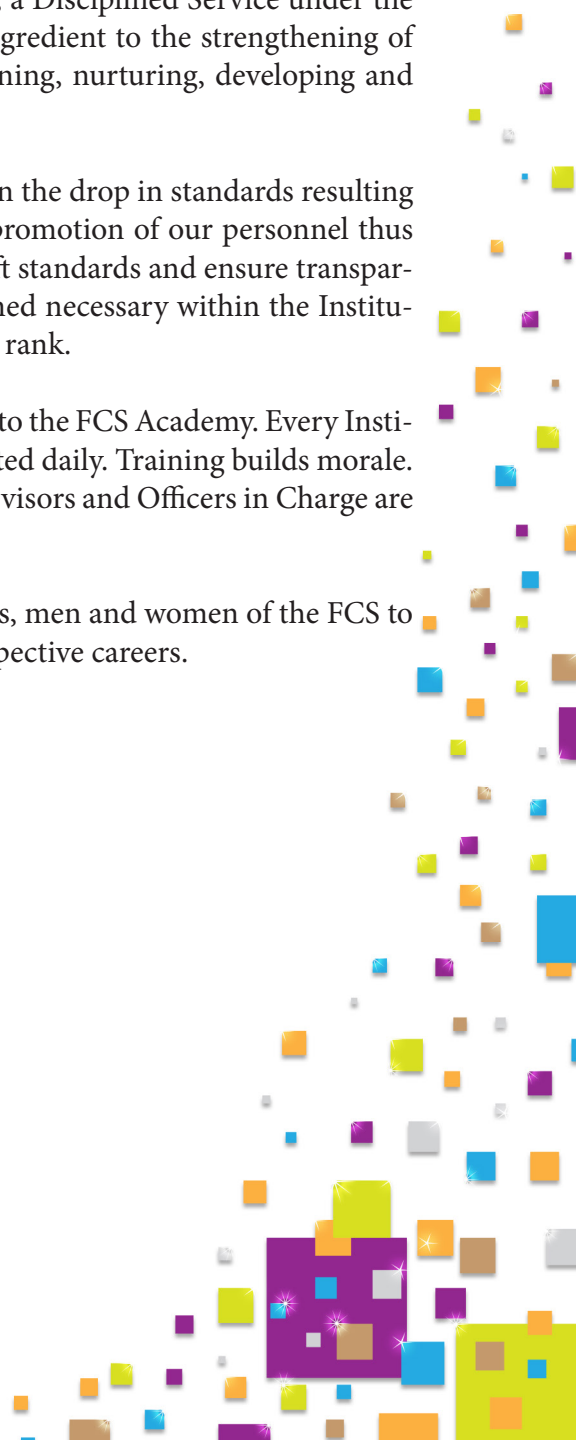 a Disciplined Service under the
gredient to the strengthening of
ning, nurturing, developing and
n the drop in standards resulting
promotion of our personnel thus
ft standards and ensure transpar-
ned necessary within the Institu-
rank.
to the FCS Academy. Every Insti-
ted daily. Training builds morale.
visors and Officers in Charge are
s, men and women of the FCS to
pective careers.